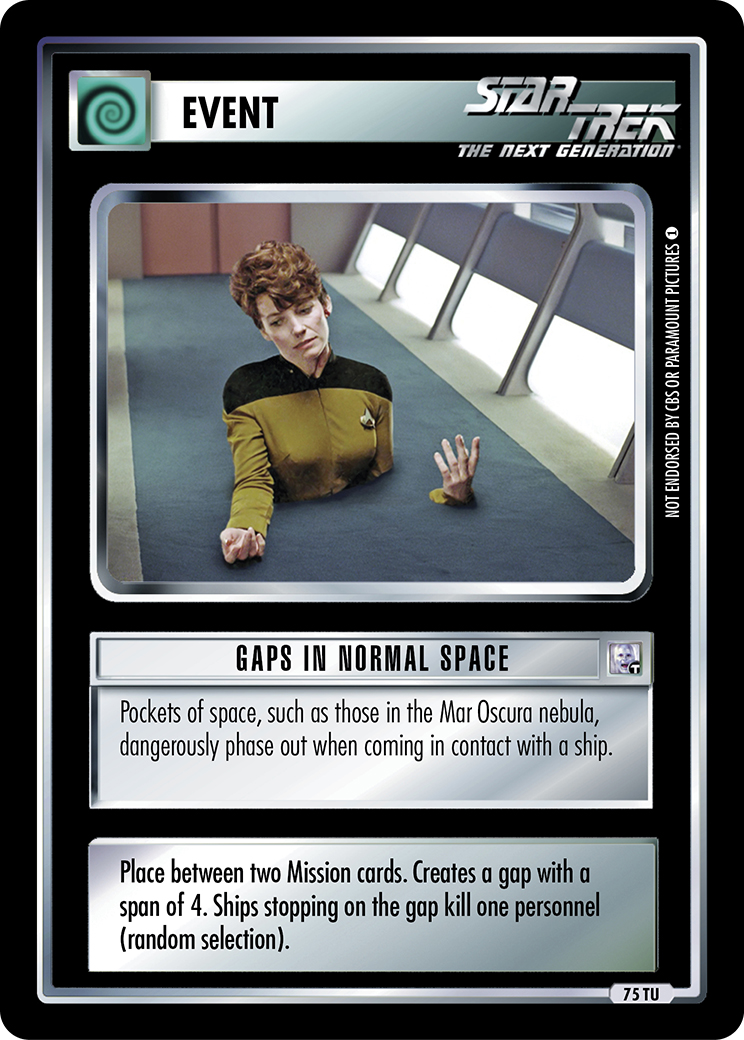 EVENT
STAR TREK
THE NEXT GENERATION
NOT ENDORSED BY CBS OR PARAMOUNT PICTURES 1
GAPS IN NORMAL SPACE
T
Pockets of space, such as those in the Mar Oscura nebula,
dangerously phase out when coming in contact with a ship.
Place between two Mission cards. Creates a gap with a
span of 4. Ships stopping on the gap kill one personnel
(random selection).
75 TU